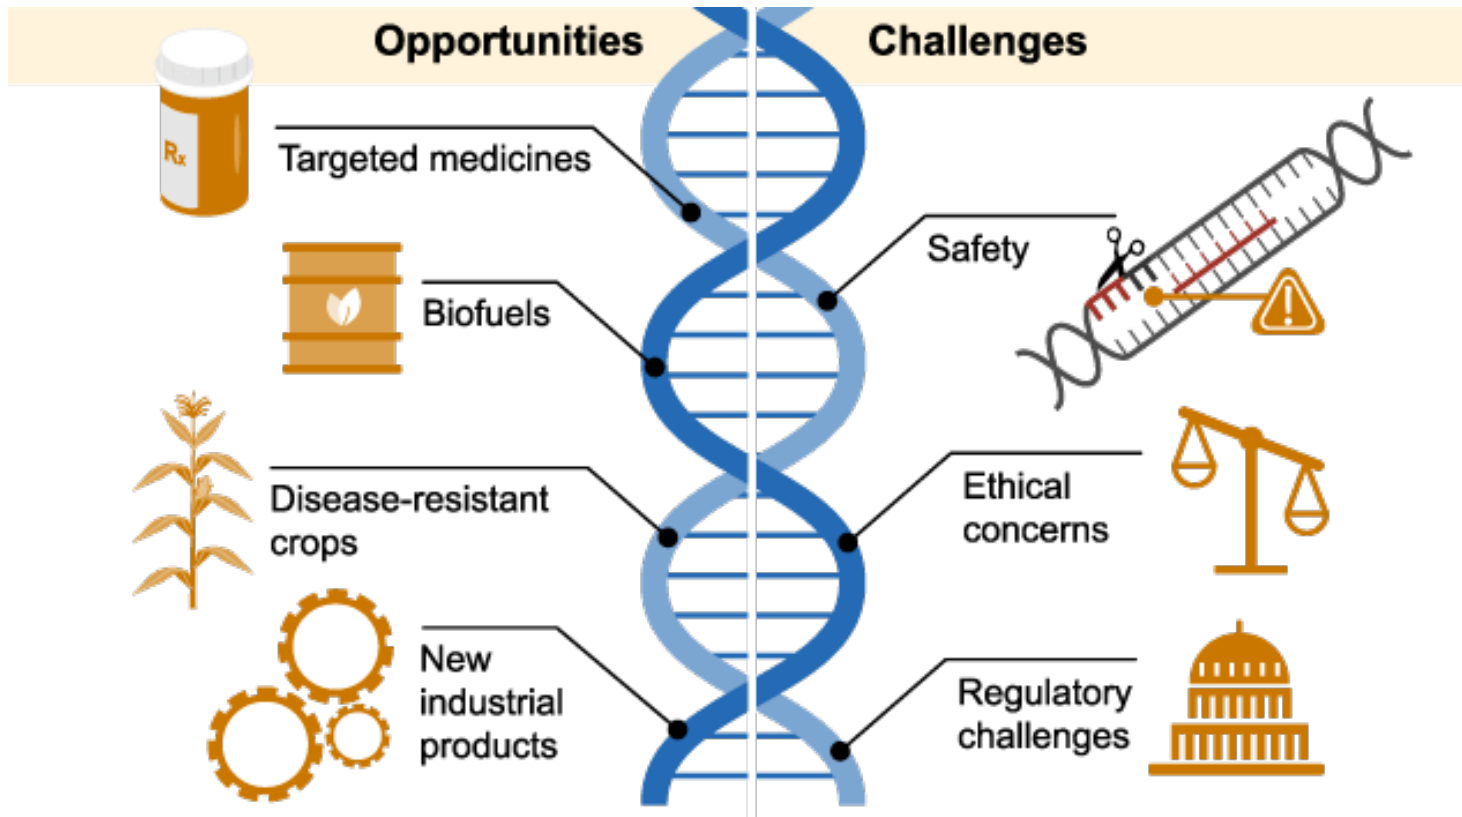 Opportunities
Challenges
Rx
Targeted medicines
Biofuels
Disease-resistant
crops
New
industrial
products
Safety
Ethical
concerns
Regulatory
challenges